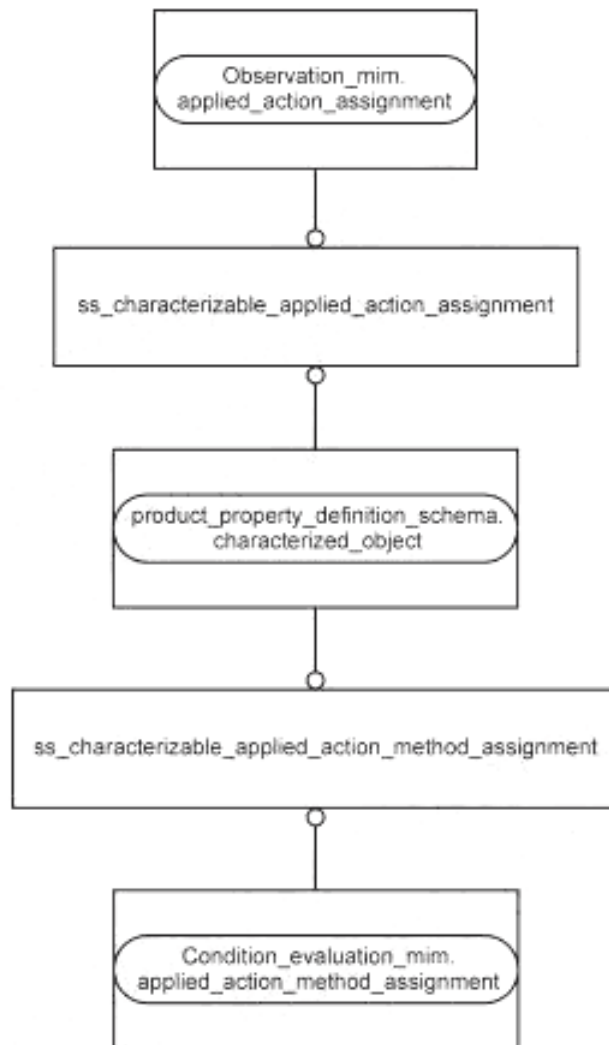 Observation_mim.
applied_action_assignment
ss_characterizable_applied_action_assignment
product_property_definition_schema.
characterized_object
ss_characterizable_applied_action_method_assignment
Condition_evaluation_mim.
applied_action_method_assignment